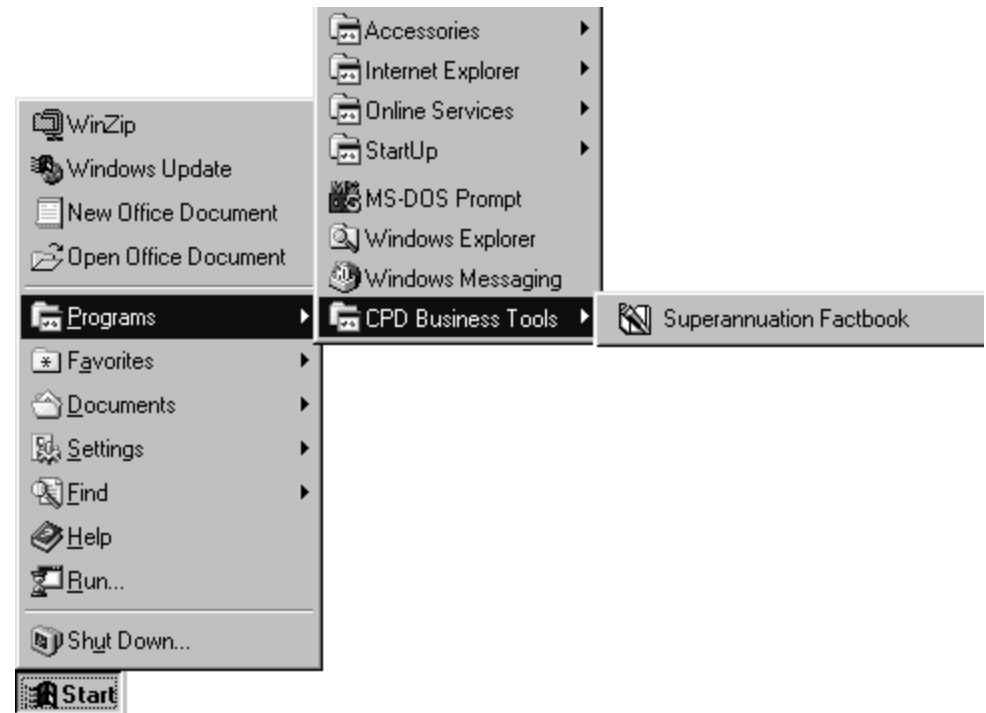 Accessories
Internet Explorer
Online Services
StartUp
MS-DOS Prompt
Windows Explorer
Windows Messaging
CPD Business Tools
Superannuation Factbook
WinZip
Windows Update
New Office Document
Open Office Document
Programs
Favorites
Documents
Settings
Find
Help
Run...
Shut Down...
Start